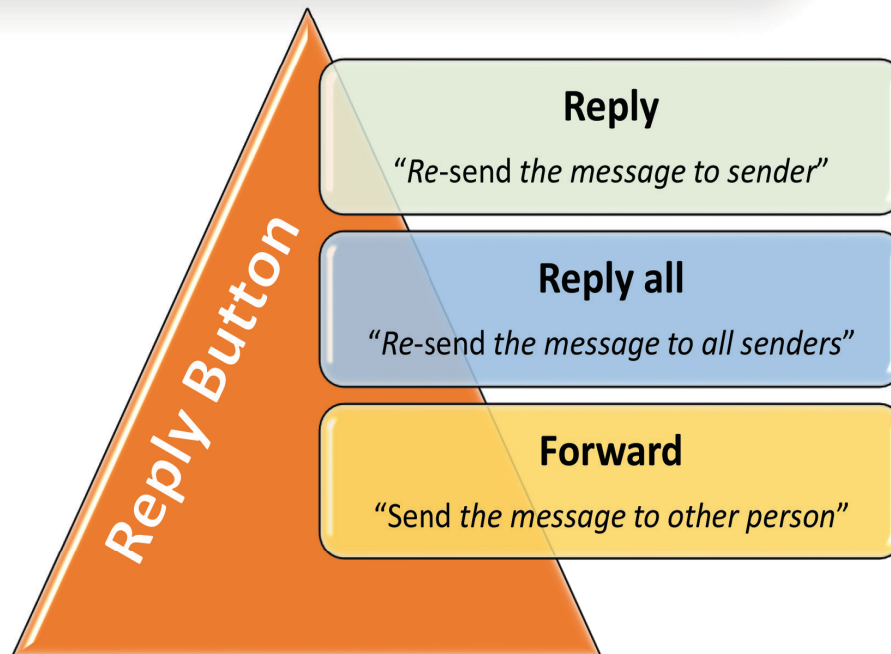 Reply Button
Reply
“Re-send the message to sender”
Reply all
“Re-send the message to all senders”
Forward
“Send the message to other person”